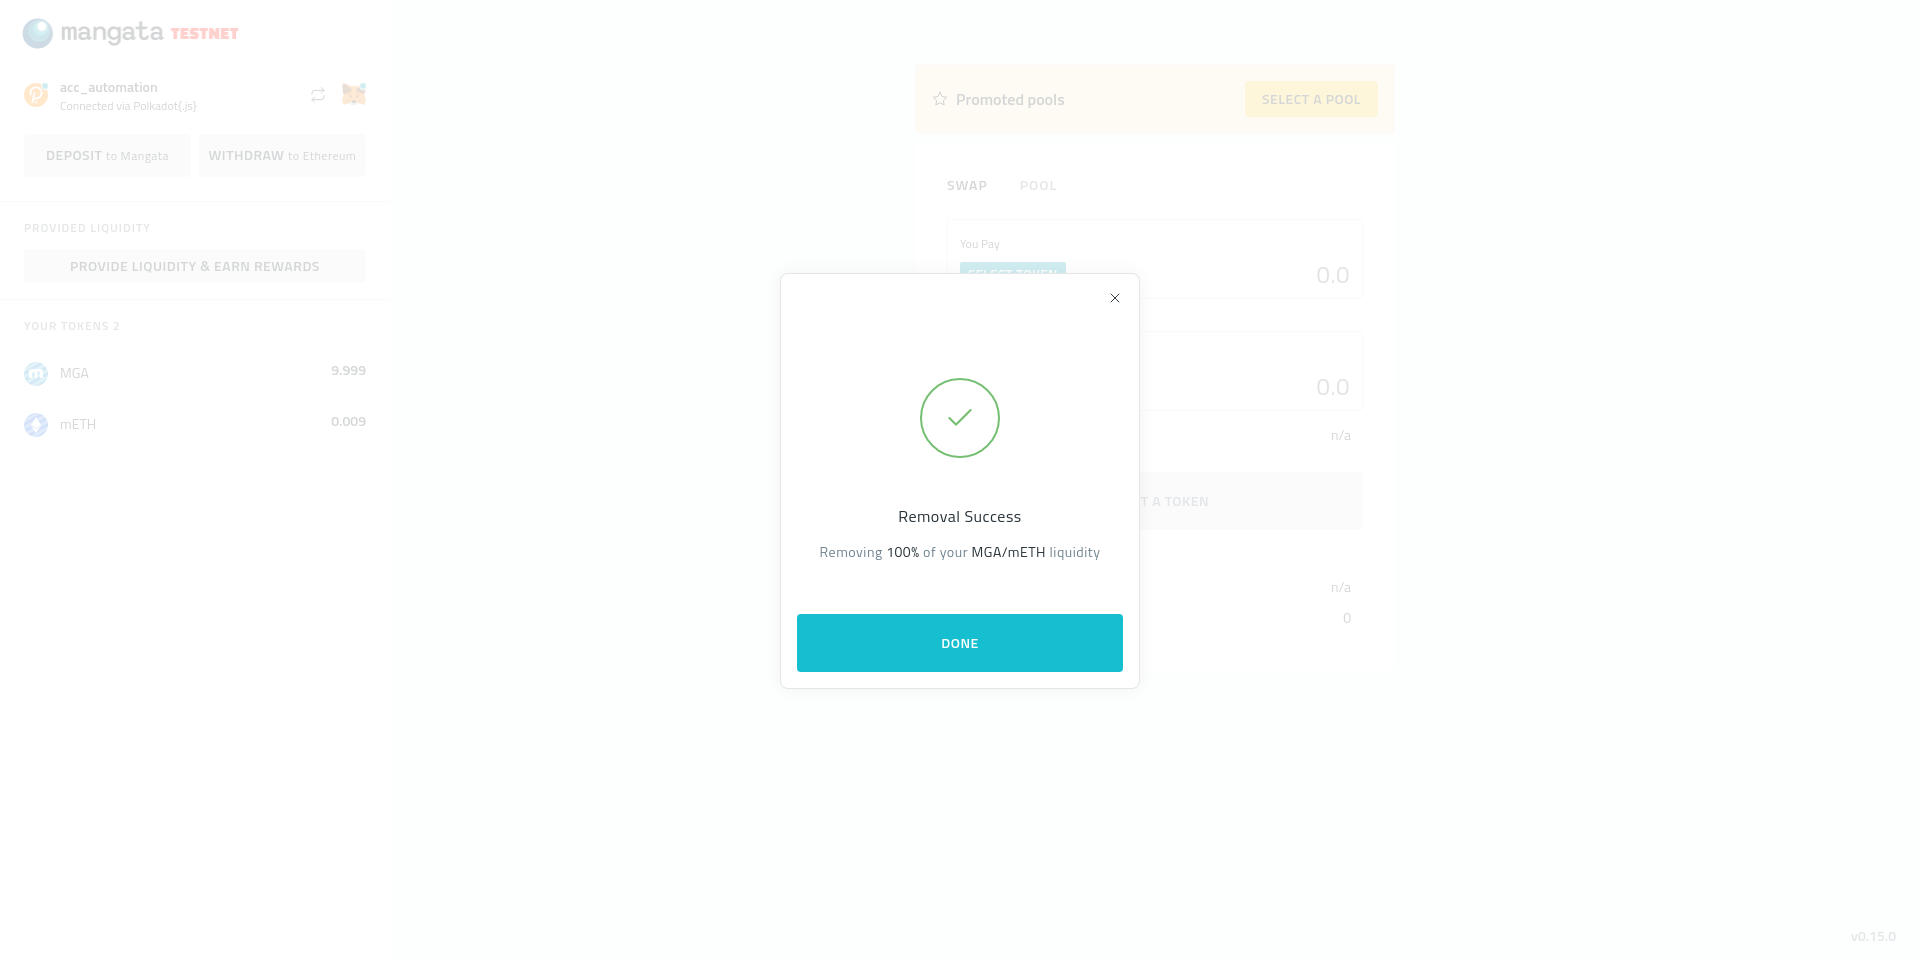 mangata TESTNET
acc_automation
Connected via Polkadot{.js}
DEPOSIT to Mangata
WITHDRAW to Ethereum
PROVIDED LIQUIDITY
PROVIDE LIQUIDITY & EARN REWARDS
YOUR TOKENS 2
MGA 9.999
mETH 0.009
Promoted pools
SELECT A POOL
SWAP POOL
You Pay
SELECT TOKEN
0.0
0.0
n/a
T A TOKEN
n/a
0
Removal Success
Removing 100% of your MGA/mETH liquidity
DONE
v0.15.0